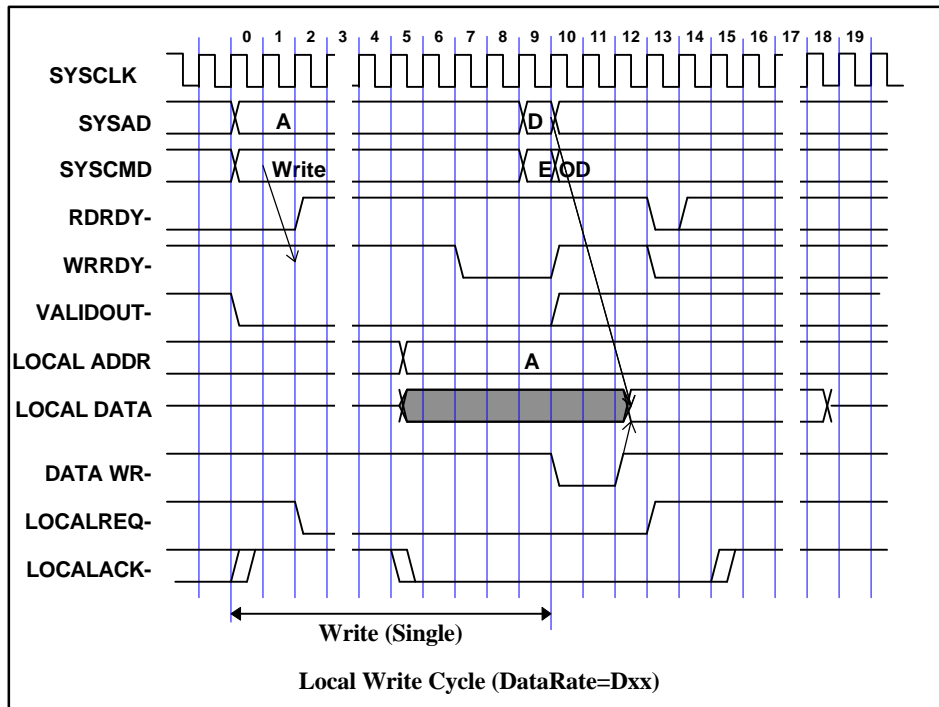 0 1 2 3 4 5 6 7 8 9 10 11 12 13 14 15 16 17 18 19
SYSCLK
SYSAD A D
SYSCMD Write E OD
RDRDY-
WRRDY-
VALIDOUT-
LOCAL ADDR A
LOCAL DATA
DATA WR-
LOCALREQ-
LOCALACK-
Write (Single)
Local Write Cycle (DataRate=Dxx)